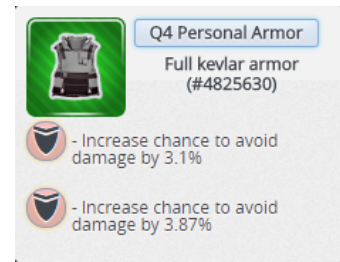 Q4 Personal Armor
Full kevlar armor
(#4825630)
- Increase chance to avoid
damage by 3.1%
- Increase chance to avoid
damage by 3.87%